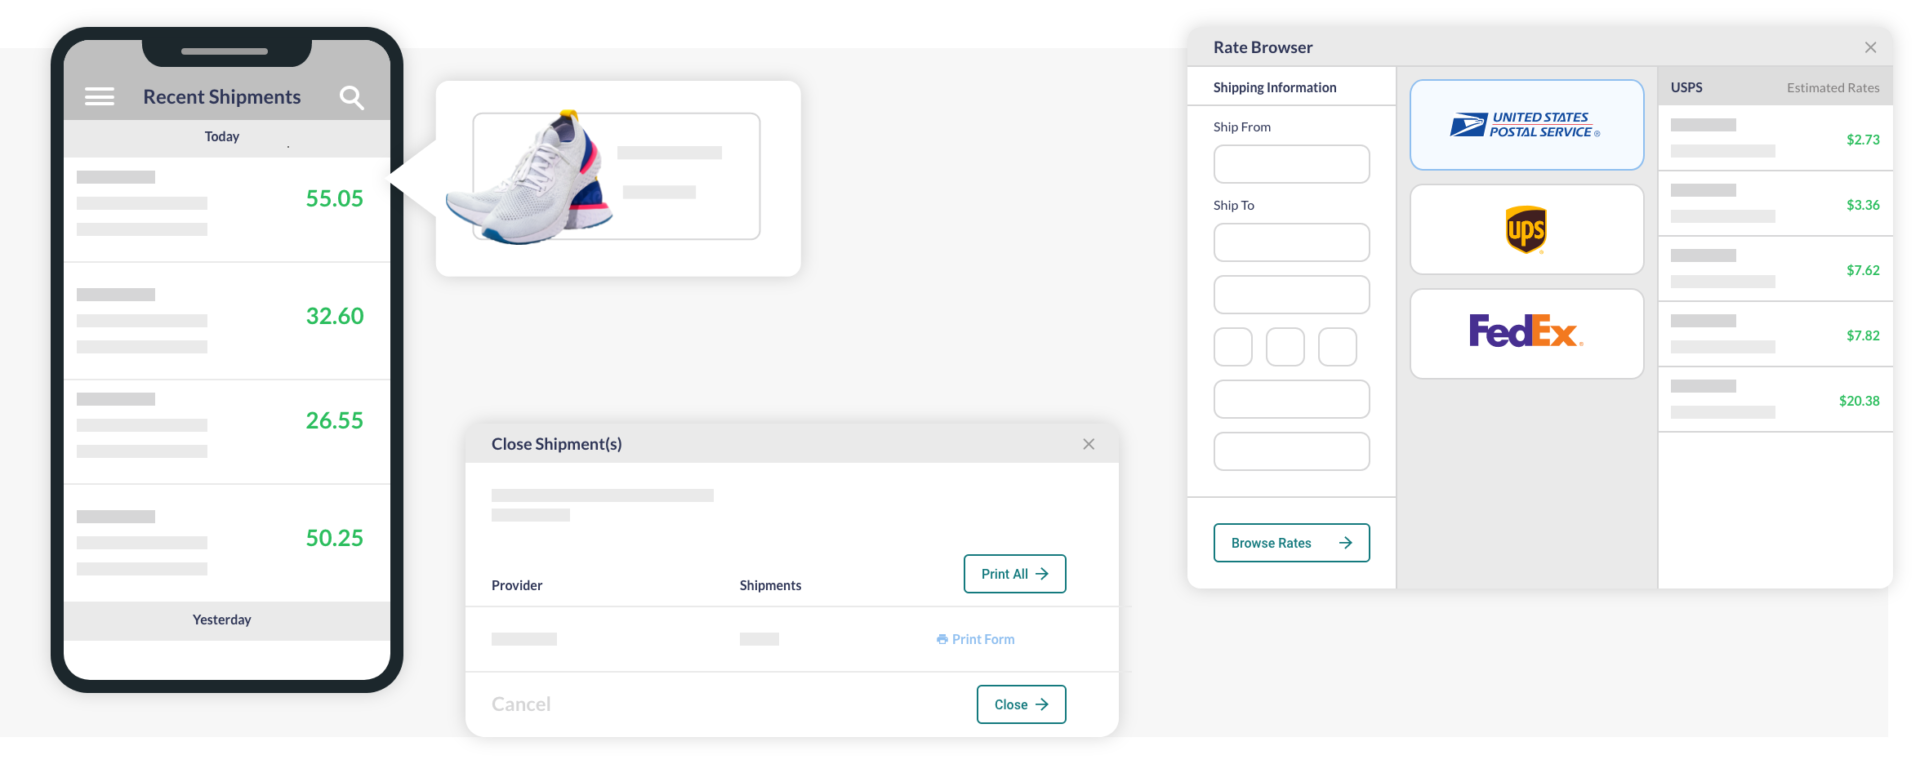 Recent Shipments
Today
55.05
32.60
26.55
50.25
Yesterday
Close Shipment(s)
Provider
Shipments
Print All
Print Form
Cancel
Close
Rate Browser
Shipping Information
Ship From
Ship To
Browse Rates
UNITED STATES
POSTAL SERVICE®
ups
FedEx®
USPS Estimated Rates
$2.73
$3.36
$7.62
$7.82
$20.38